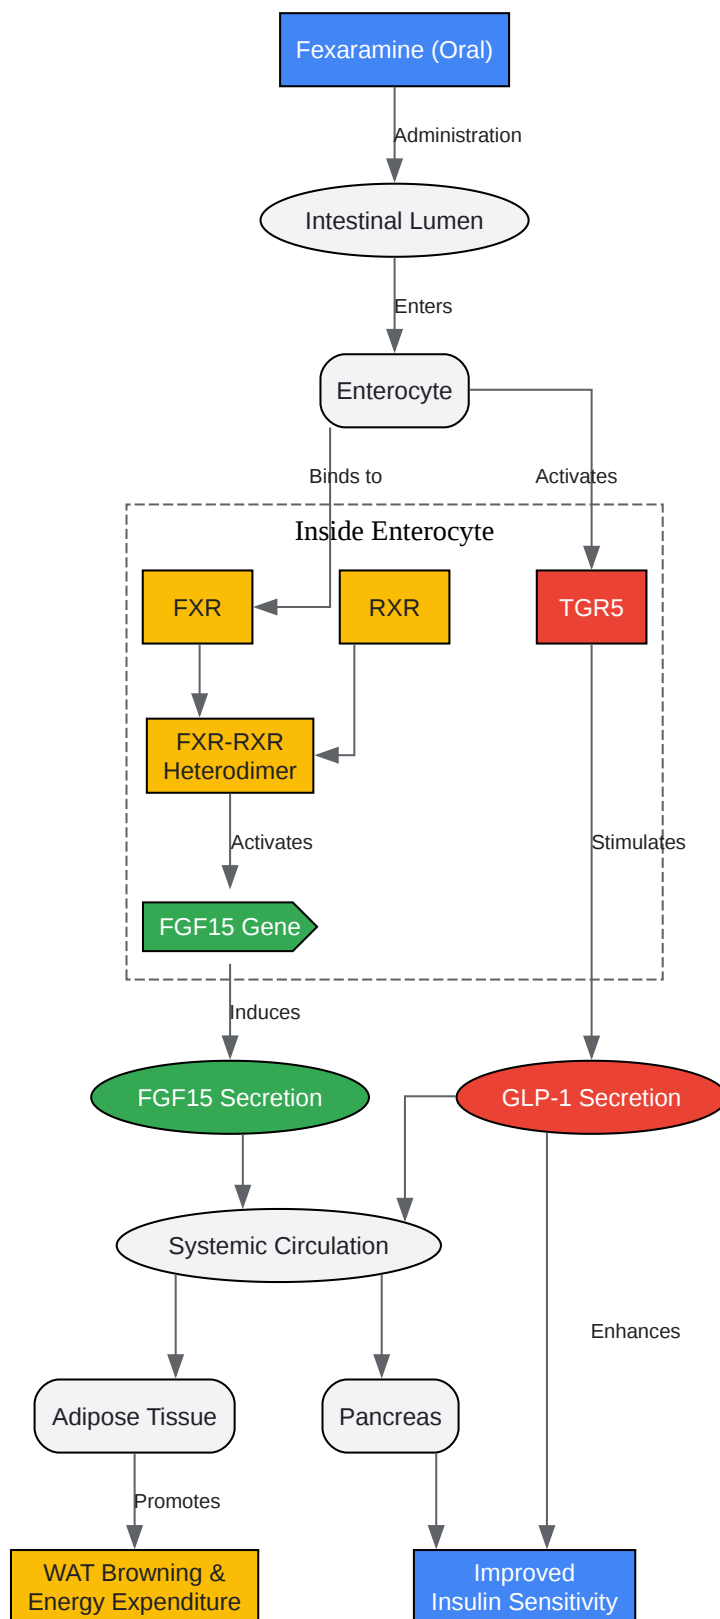 Fexaramine (Oral)
Administration
Intestinal Lumen
Enters
Enterocyte
Binds to
Activates
Inside Enterocyte
FXR
RXR
TGR5
FXR-RXR
Heterodimer
Activates
Stimulates
FGF15 Gene
Induces
FGF15 Secretion
GLP-1 Secretion
Systemic Circulation
Enhances
Adipose Tissue
Pancreas
Promotes
WAT Browning &
Energy Expenditure
Improved
Insulin Sensitivity